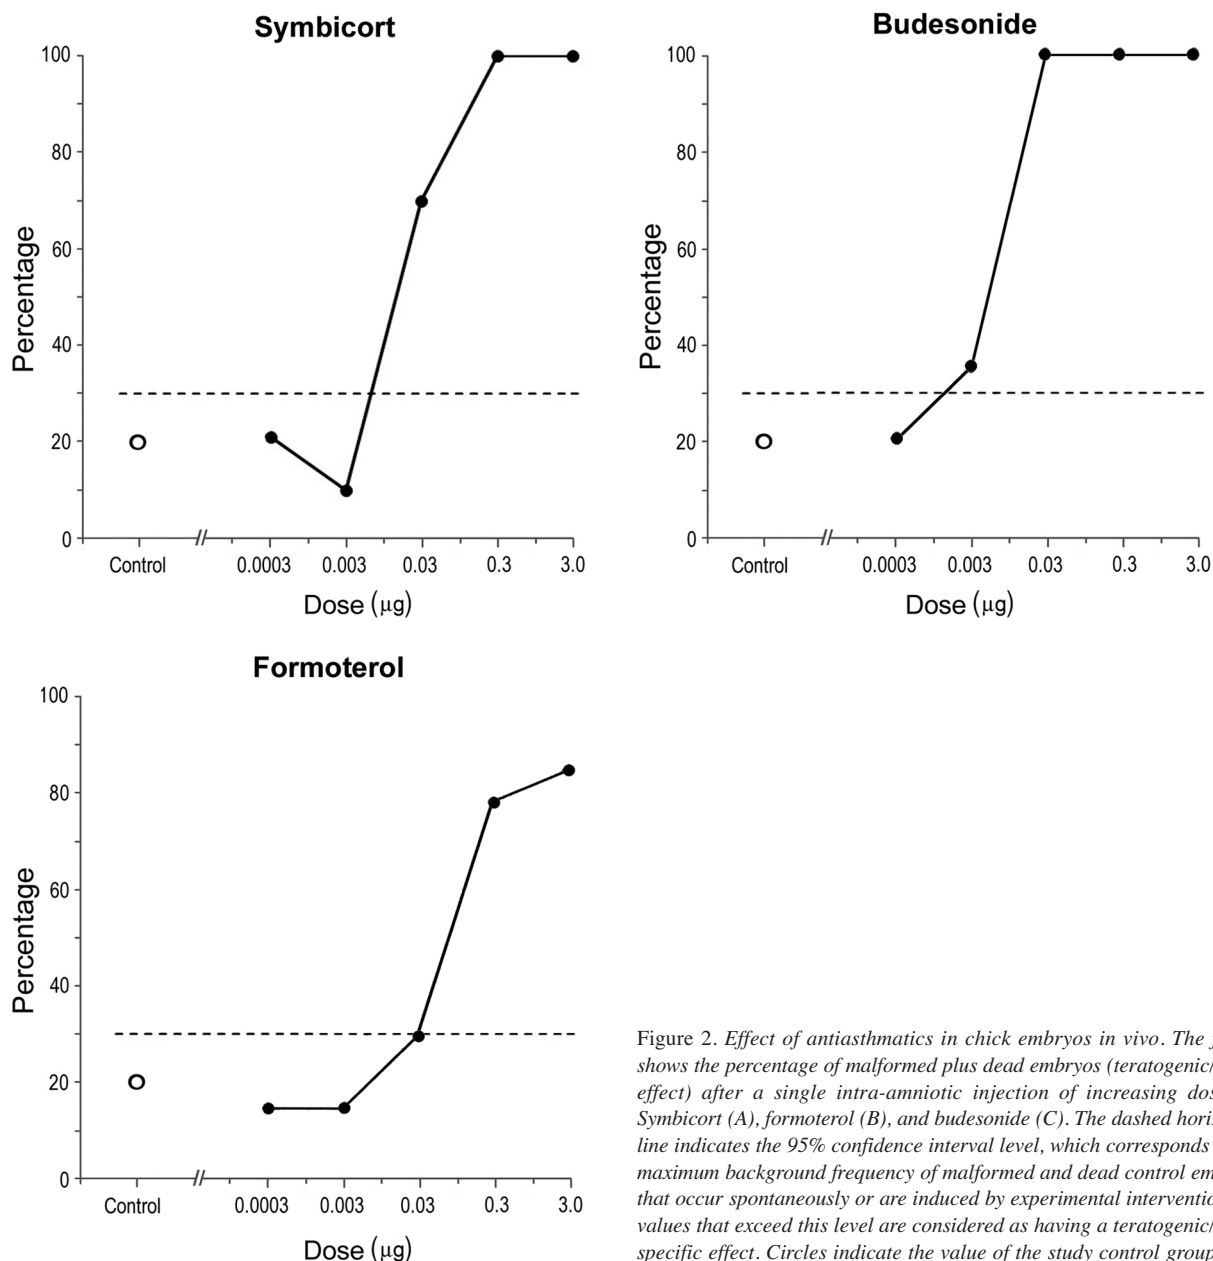 Symbicort
100
80
60
40
20
0
Percentage
Control
0.0003
0.003
0.03
0.3
3.0
Dose (μg)
Budesonide
100
80
60
40
20
0
Percentage
Control
0.0003
0.003
0.03
0.3
3.0
Dose (μg)
Formoterol
100
80
60
40
20
0
Percentage
Control
0.0003
0.003
0.03
0.3
3.0
Dose (μg)
Figure 2. Effect of antiasthmatics in chick embryos in vivo. The
shows the percentage of malformed plus dead embryos (teratogenic/
effect) after a single intra-amniotic injection of increasing
Symbicort (A), formoterol (B), and budesonide (C). The dashed
line indicates the 95% confidence interval level, which corresponds
maximum background frequency of malformed and dead control
that occur spontaneously or are induced by experimental
values that exceed this level are considered as having a teratogenic/
specific effect. Circles indicate the value of the study control group